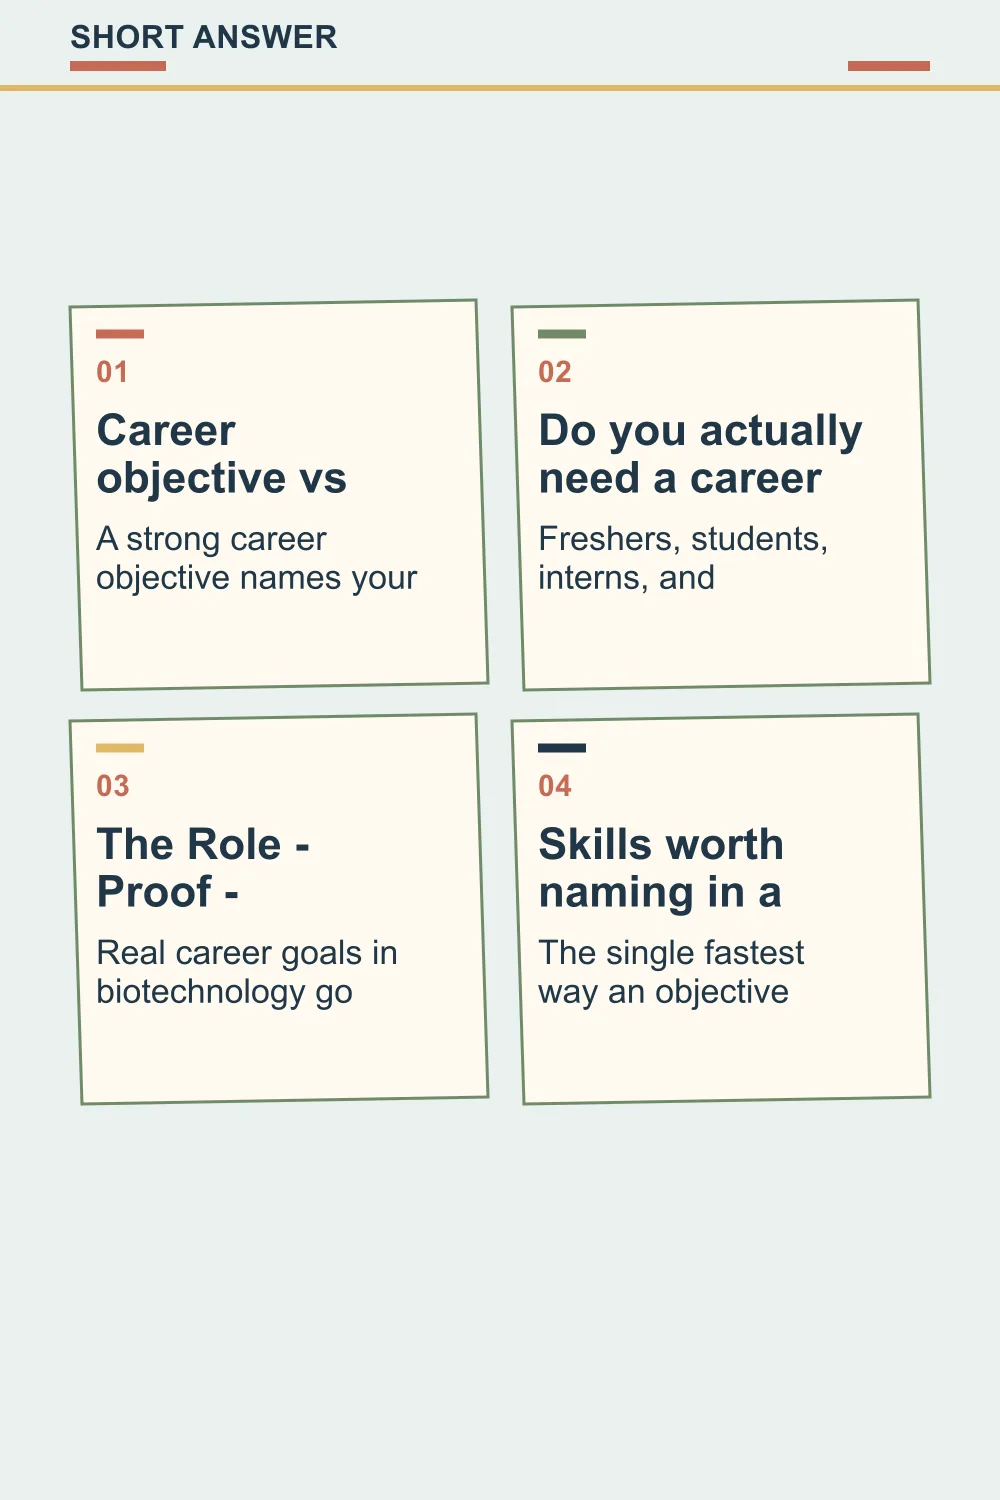 SHORT ANSWER
01
Career
objective vs
A strong career
objective names your
02
Do you actually
need a career
Freshers, students,
interns, and
03
The Role -
Proof -
Real career goals in
biotechnology go
04
Skills worth
naming in a
The single fastest
way an objective